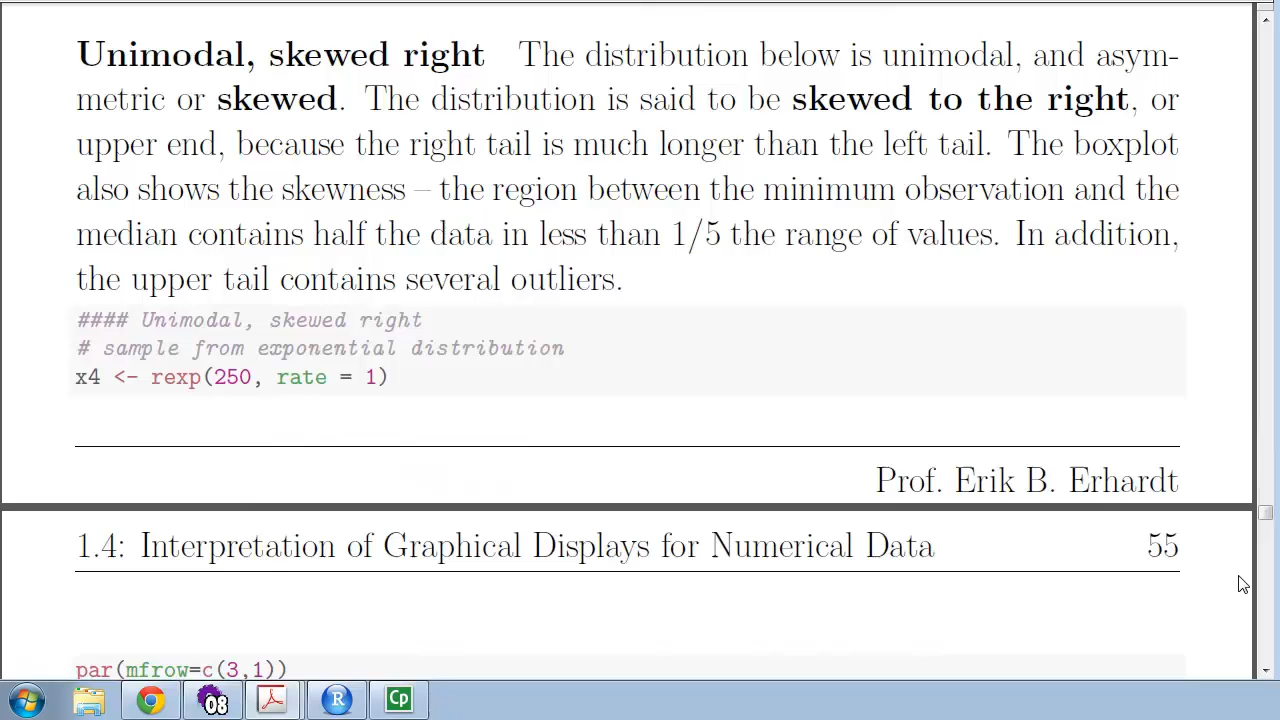 Unimodal, skewed right The distribution below is unimodal, and asym-
metric or skewed. The distribution is said to be skewed to the right, or
upper end, because the right tail is much longer than the left tail. The boxplot
also shows the skewness – the region between the minimum observation and the
median contains half the data in less than 1/5 the range of values. In addition,
the upper tail contains several outliers.
#### Unimodal, skewed right
# sample from exponential distribution
x4 <- rexp(250, rate = 1)
Prof. Erik B. Erhardt
1.4: Interpretation of Graphical Displays for Numerical Data 55
par(mfrow=c(3,1))
08
R
Cp